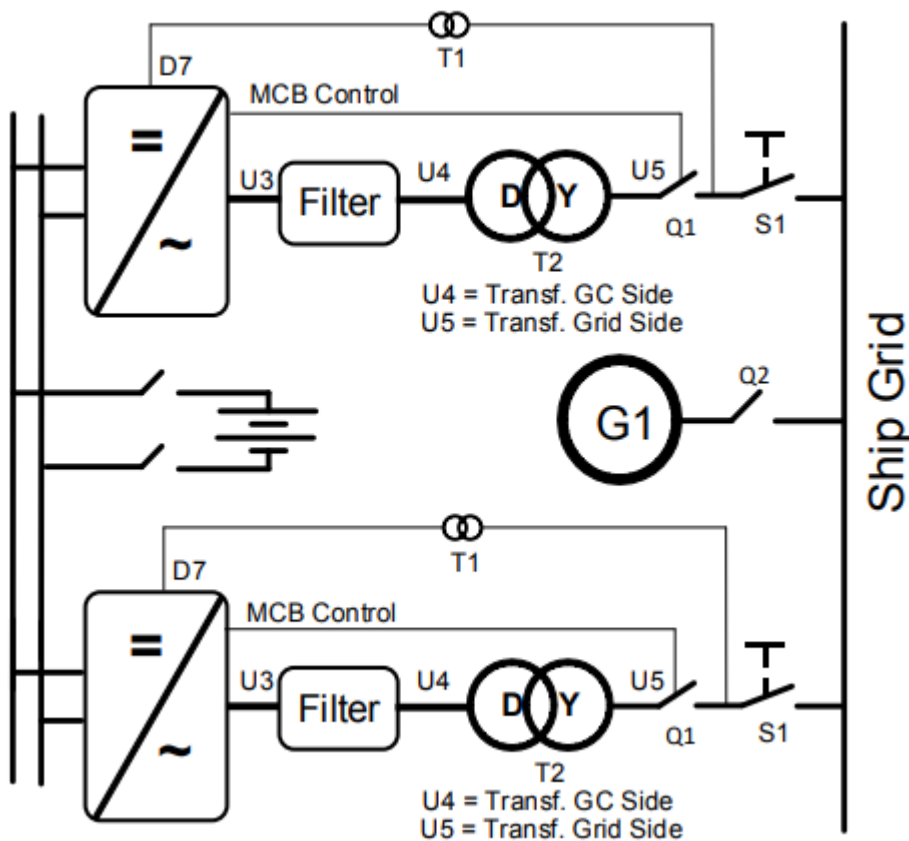 T1
D7
MCB Control
=
~
U3
Filter
U4
D Y
U5
Q1
S1
T2
U4 = Transf. GC Side
U5 = Transf. Grid Side
G1
Q2
Ship Grid
T1
D7
MCB Control
=
~
U3
Filter
U4
D Y
U5
Q1
S1
T2
U4 = Transf. GC Side
U5 = Transf. Grid Side